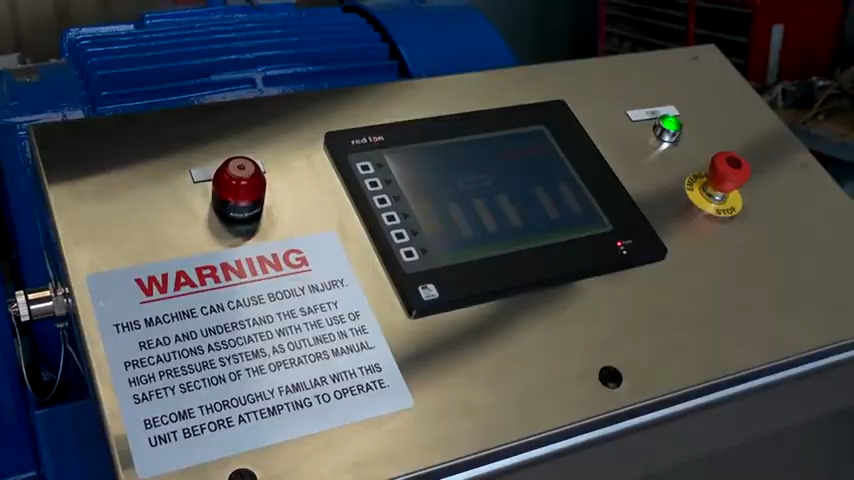 red lion
WARNING
THIS MACHINE CAN CAUSE BODILY INJURY.
READ AND UNDERSTAND THE SAFETY
PRECAUTIONS ASSOCIATED WITH THE USE OF
HIGH PRESSURE SYSTEMS, AS OUTLINED IN THE
SAFETY SECTION OF THE OPERATORS MANUAL.
BECOME THOROUGHLY FAMILIAR WITH THIS
UNIT BEFORE ATTEMPTING TO OPERATE.
EMERGENCY
STOP